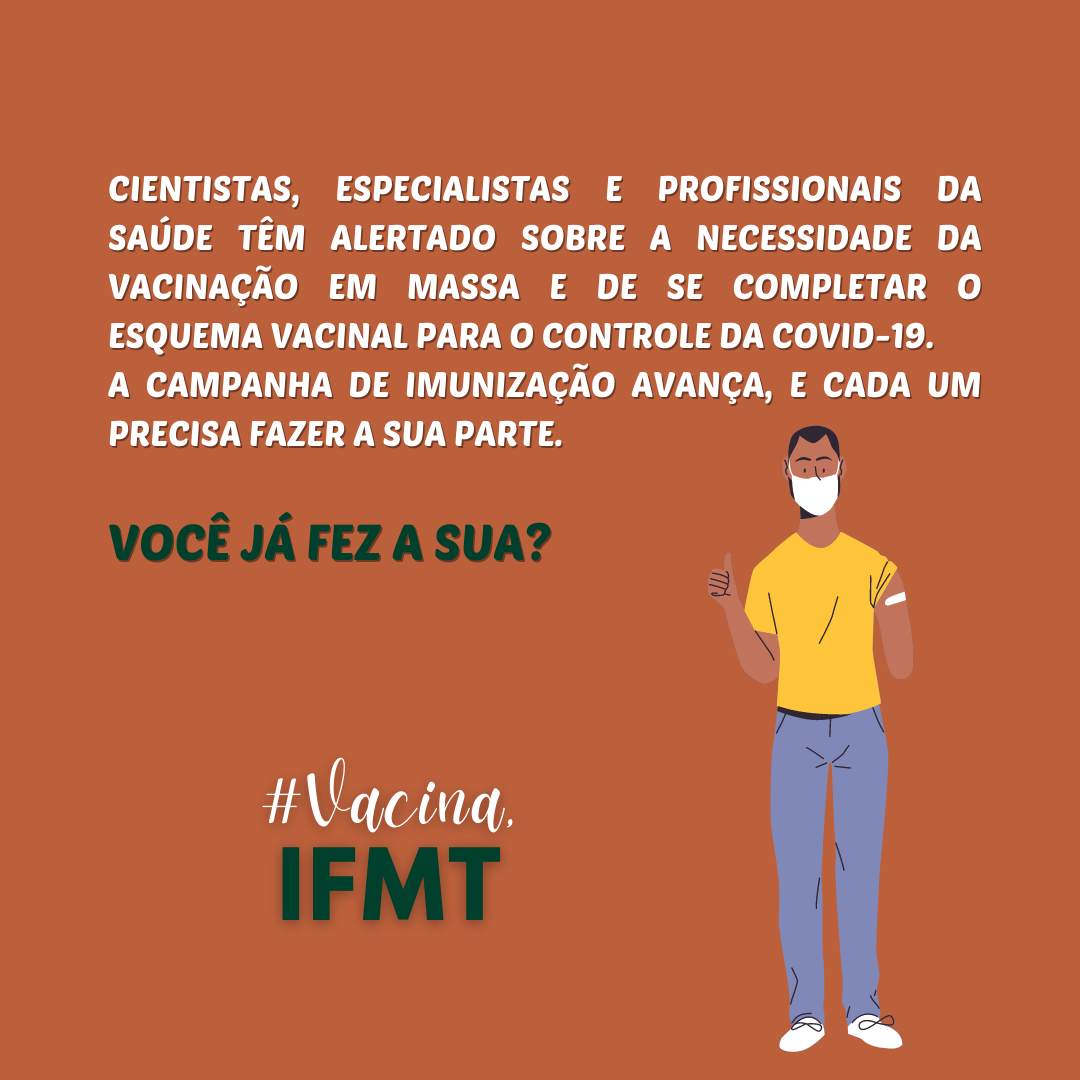 CIENTISTAS, ESPECIALISTAS E PROFISSIONAIS DA
SAÚDE TÊM ALERTADO SOBRE A NECESSIDADE DA
VACINAÇÃO EM MASSA E DE SE COMPLETAR O
ESQUEMA VACINAL PARA O CONTROLE DA COVID-19.
A CAMPANHA DE IMUNIZAÇÃO AVANÇA, E CADA UM
PRECISA FAZER A SUA PARTE.
VOCÊ JÁ FEZ A SUA?
#Vacina,
IFMT